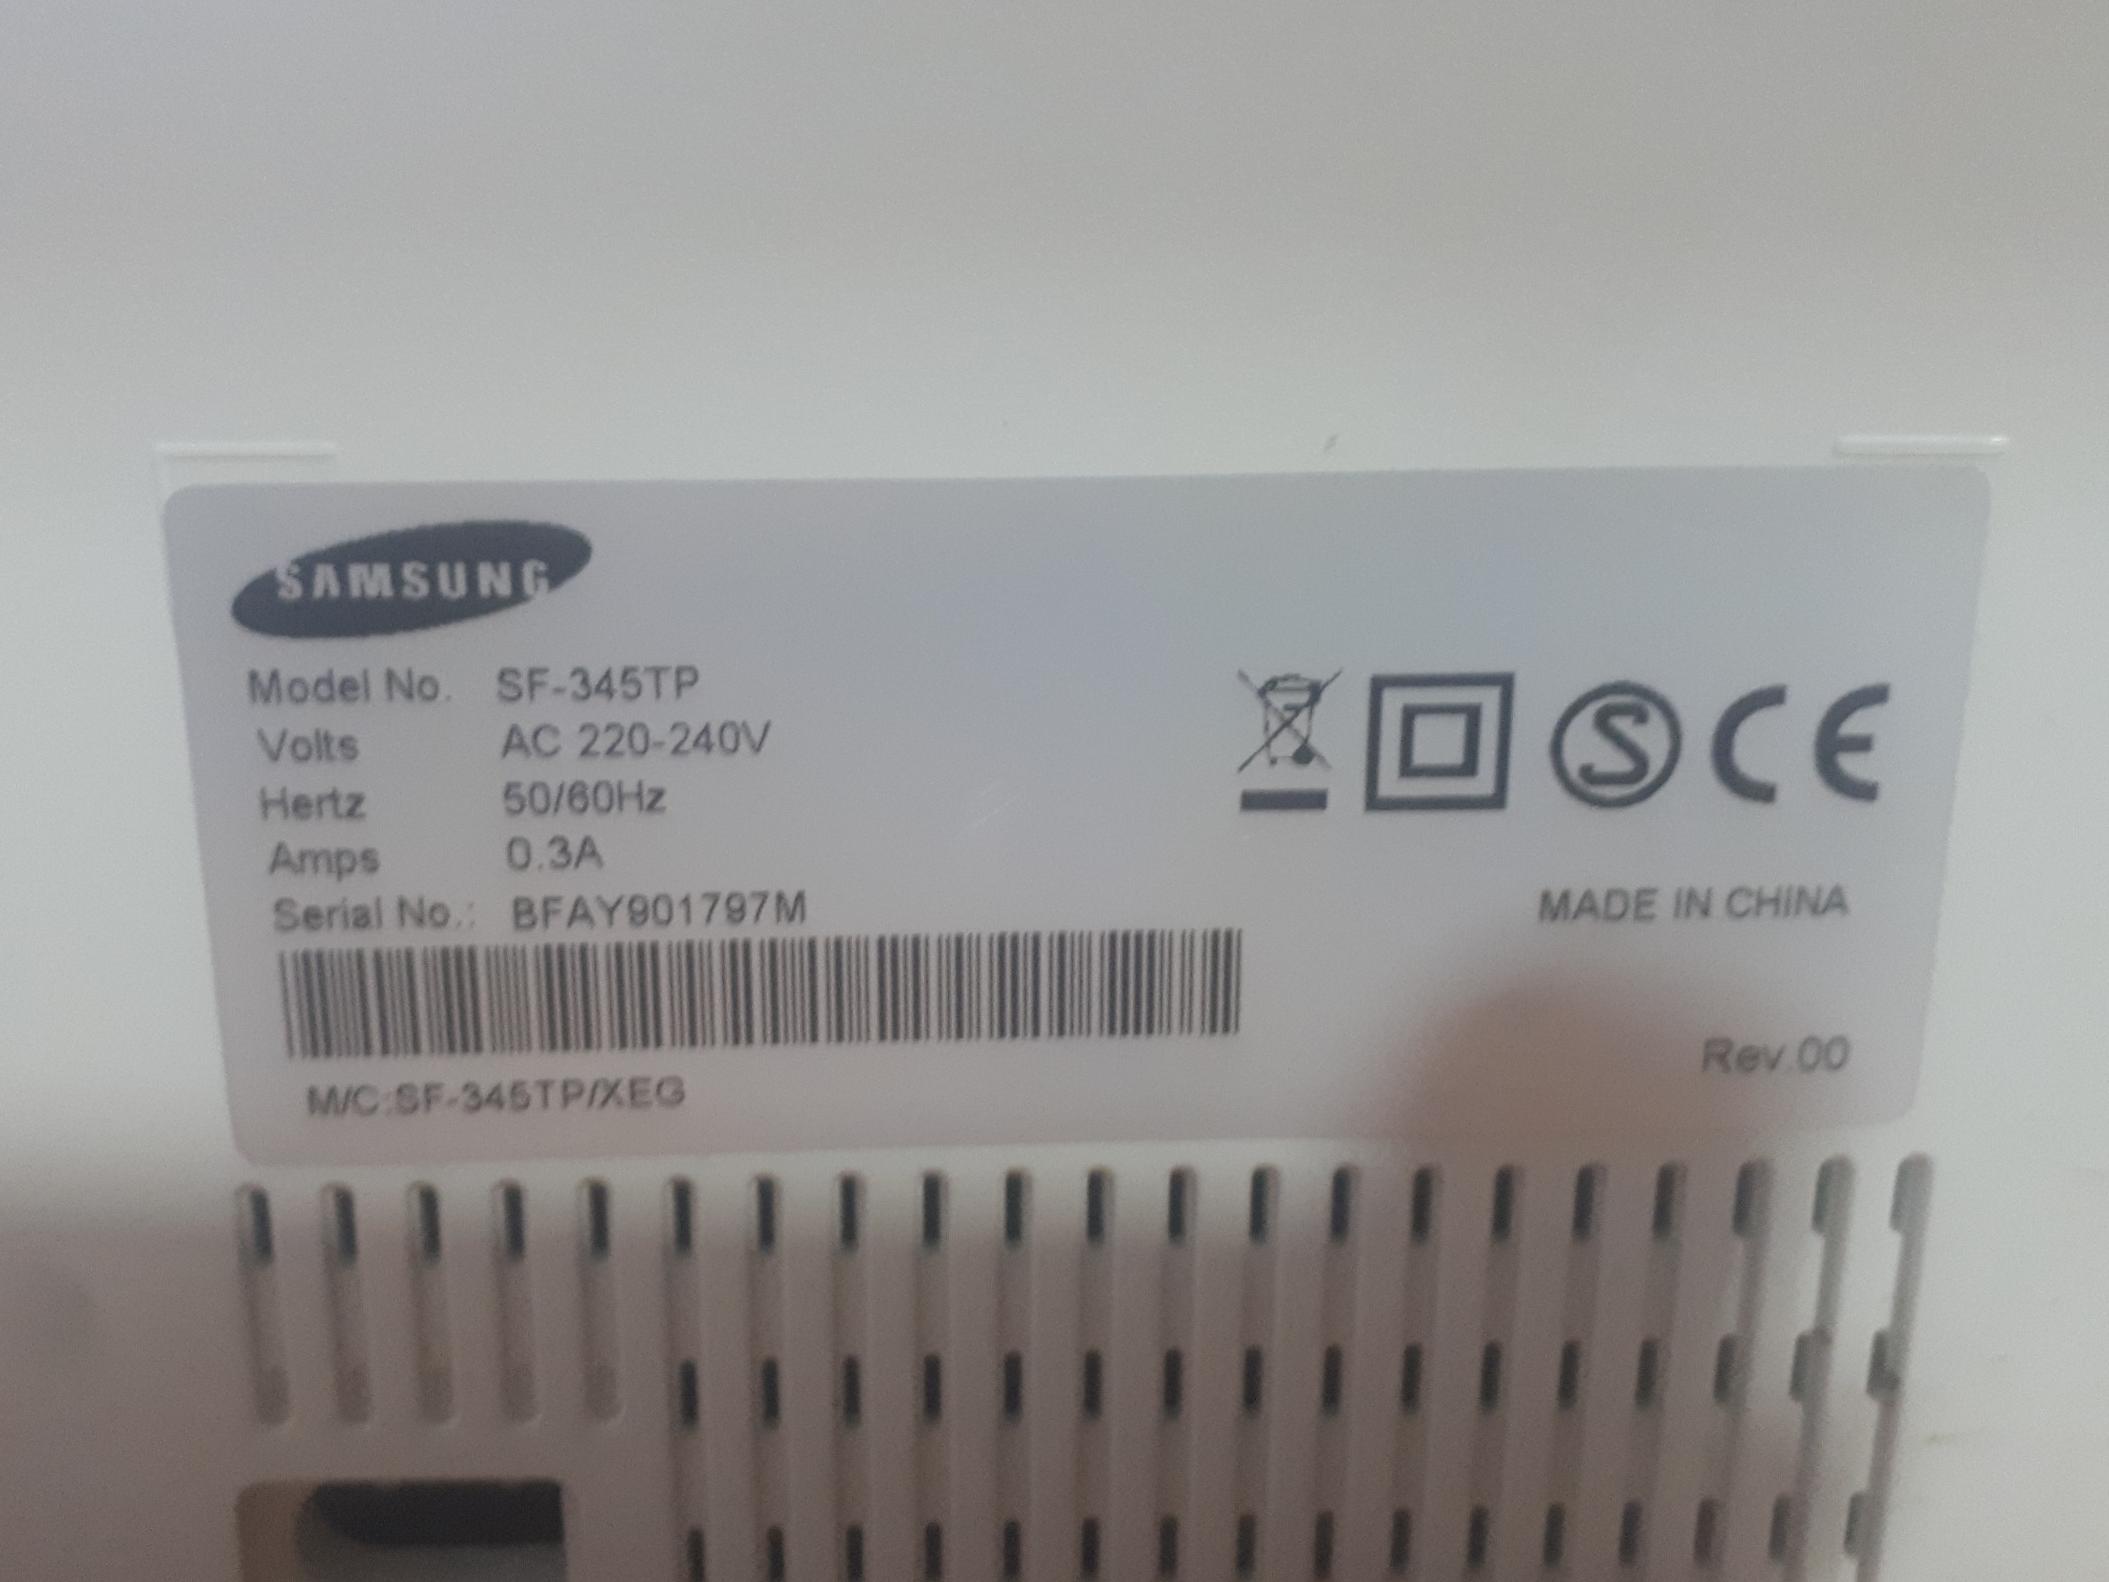 SAMSUNG
Model No. SF-345TP
Volts AC 220-240V
Hertz 50/60Hz
Amps 0.3A
Serial No.: BFAY901797M
M/C:SF-345TP/XEG
S CE
MADE IN CHINA
Rev.00